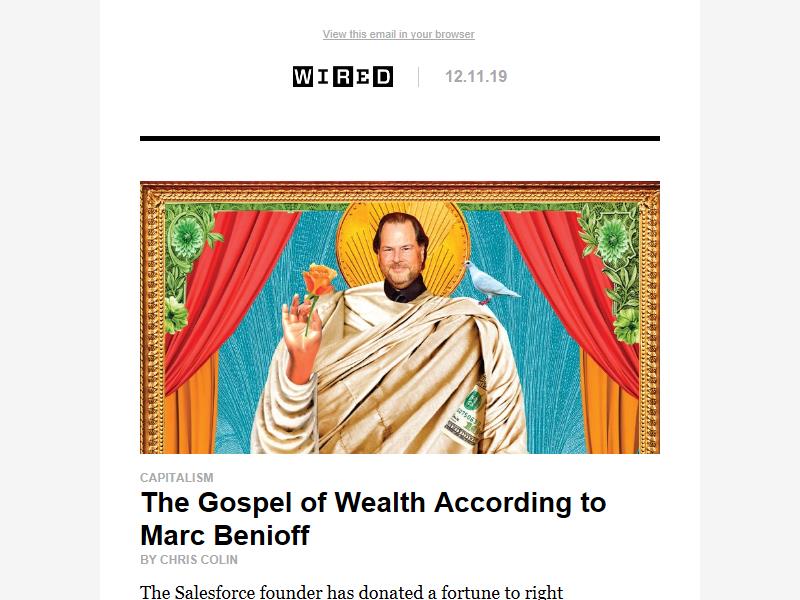 View this email in your browser
WIRED 12.11.19
CAPITALISM
The Gospel of Wealth According to
Marc Benioff
BY CHRIS COLIN
The Salesforce founder has donated a fortune to right